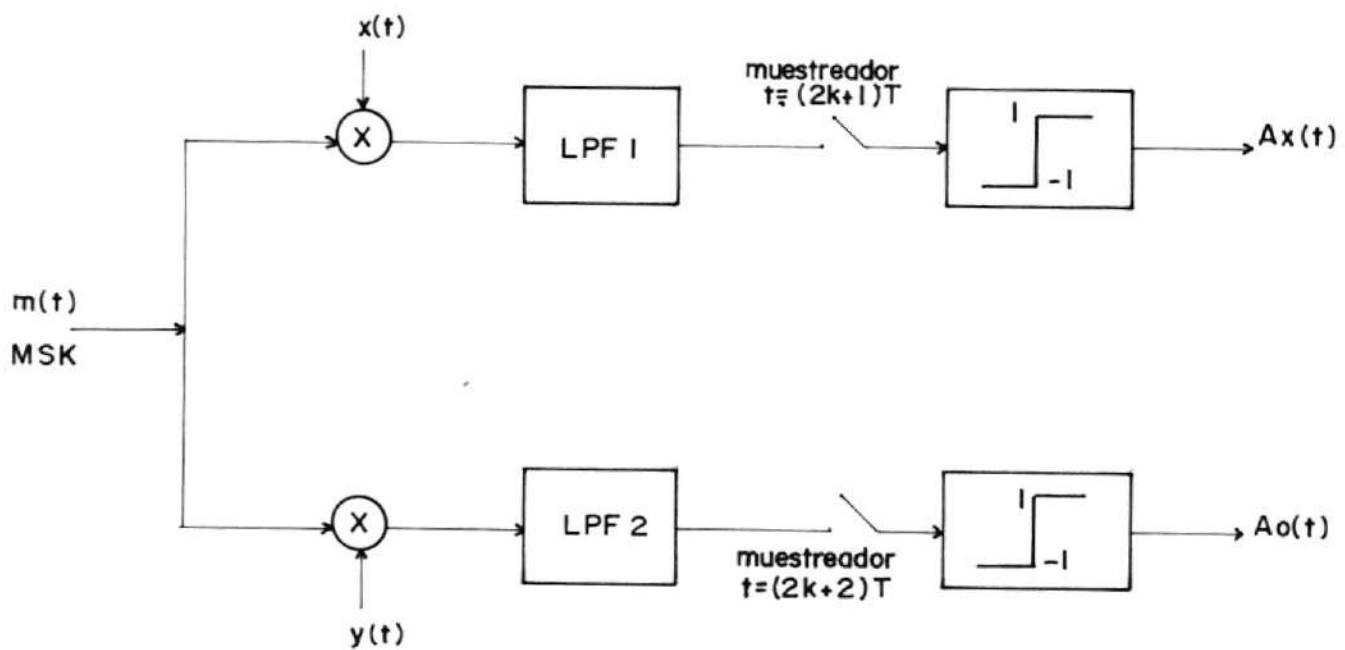 x(t)
muestreador
t=(2k+1)T
X
LPF 1
1
-1
Ax(t)
m(t)
MSK
X
LPF 2
1
-1
Ao(t)
muestreador
t=(2k+2)T
y(t)